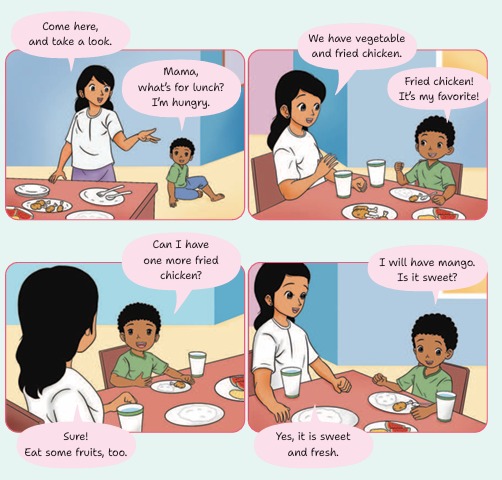 Come here,
and take a look.
Mama,
what's for lunch?
I'm hungry.
We have vegetable
and fried chicken.
Fried chicken!
It's my favorite!
Can I have
one more fried
chicken?
Sure!
Eat some fruits, too.
I will have mango.
Is it sweet?
Yes, it is sweet
and fresh.